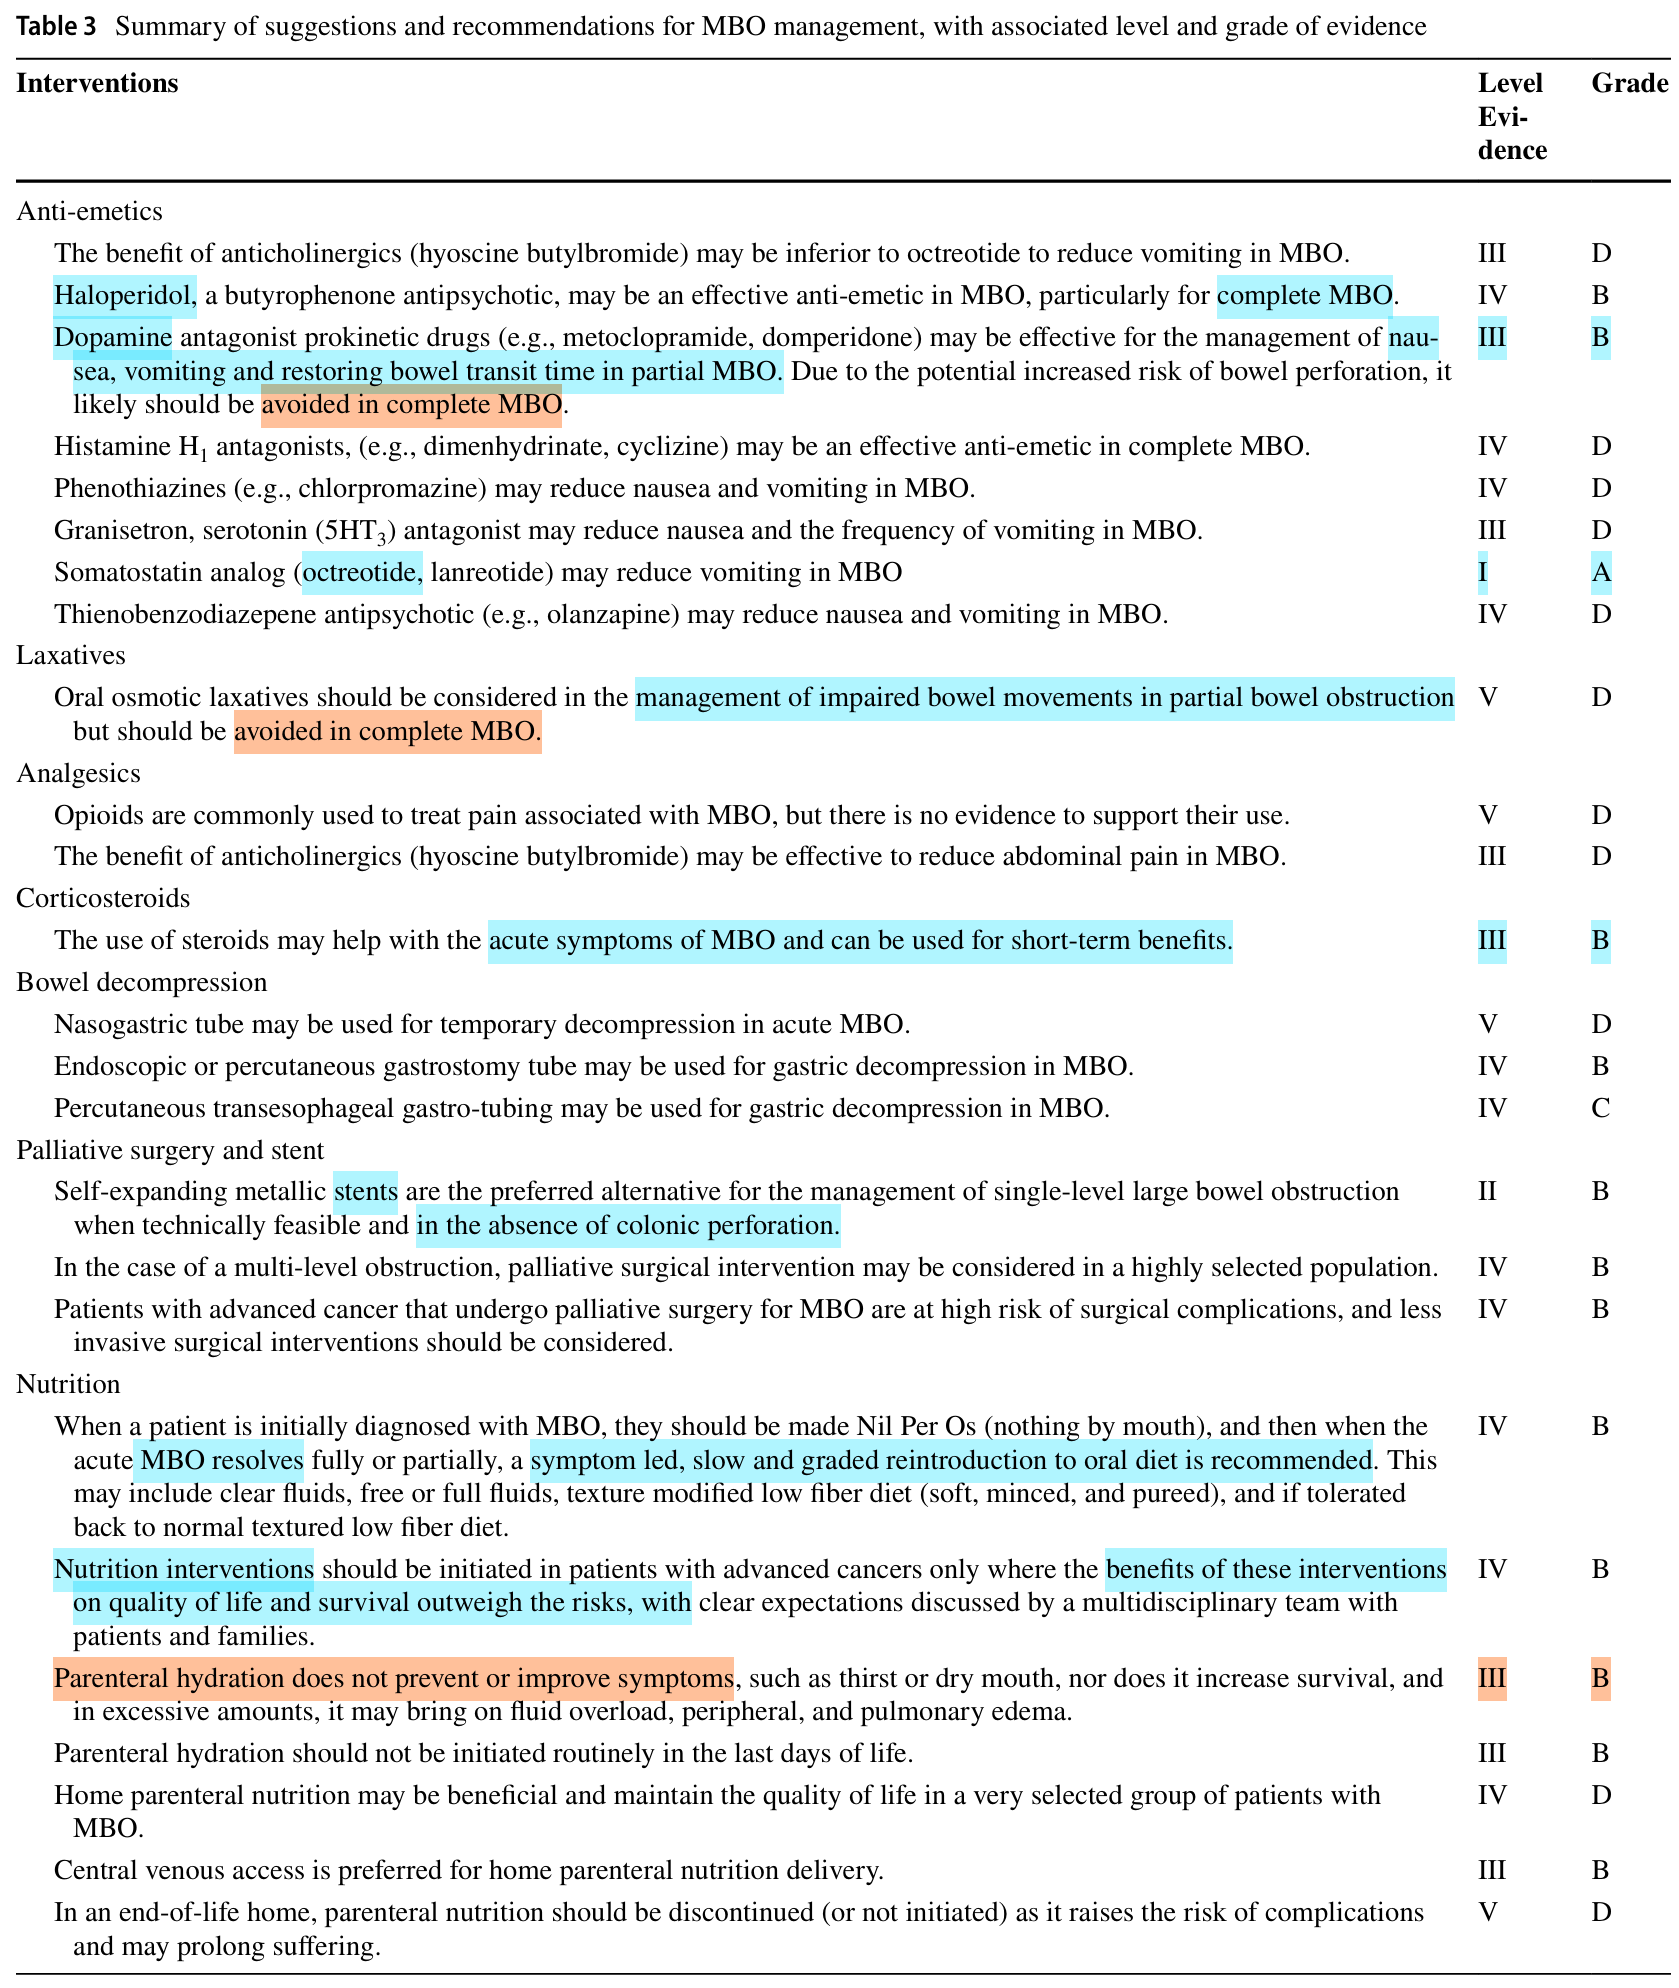 Table 3 Summary of suggestions and recommendations for MBO management, with associated level and grade of evidence
Interventions Level Evi-dence Grade
Anti-emetics
The benefit of anticholinergics (hyoscine butylbromide) may be inferior to octreotide to reduce vomiting in MBO. III D
Haloperidol, a butyrophenone antipsychotic, may be an effective anti-emetic in MBO, particularly for complete MBO. IV B
Dopamine antagonist prokinetic drugs (e.g., metoclopramide, domperidone) may be effective for the management of nau- III B
sea, vomiting and restoring bowel transit time in partial MBO. Due to the potential increased risk of bowel perforation, it
likely should be avoided in complete MBO.
Histamine H1 antagonists, (e.g., dimenhydrinate, cyclizine) may be an effective anti-emetic in complete MBO. IV D
Phenothiazines (e.g., chlorpromazine) may reduce nausea and vomiting in MBO. IV D
Granisetron, serotonin (5HT3) antagonist may reduce nausea and the frequency of vomiting in MBO. III D
Somatostatin analog (octreotide, lanreotide) may reduce vomiting in MBO I A
Thienobenzodiazepene antipsychotic (e.g., olanzapine) may reduce nausea and vomiting in MBO. IV D
Laxatives
Oral osmotic laxatives should be considered in the management of impaired bowel movements in partial bowel obstruction V D
but should be avoided in complete MBO.
Analgesics
Opioids are commonly used to treat pain associated with MBO, but there is no evidence to support their use. V D
The benefit of anticholinergics (hyoscine butylbromide) may be effective to reduce abdominal pain in MBO. III D
Corticosteroids
The use of steroids may help with the acute symptoms of MBO and can be used for short-term benefits. III B
Bowel decompression
Nasogastric tube may be used for temporary decompression in acute MBO. V D
Endoscopic or percutaneous gastrostomy tube may be used for gastric decompression in MBO. IV B
Percutaneous transesophageal gastro-tubing may be used for gastric decompression in MBO. IV C
Palliative surgery and stent
Self-expanding metallic stents are the preferred alternative for the management of single-level large bowel obstruction II B
when technically feasible and in the absence of colonic perforation.
In the case of a multi-level obstruction, palliative surgical intervention may be considered in a highly selected population. IV B
Patients with advanced cancer that undergo palliative surgery for MBO are at high risk of surgical complications, and less IV B
invasive surgical interventions should be considered.
Nutrition
When a patient is initially diagnosed with MBO, they should be made Nil Per Os (nothing by mouth), and then when the IV B
acute MBO resolves fully or partially, a symptom led, slow and graded reintroduction to oral diet is recommended. This
may include clear fluids, free or full fluids, texture modified low fiber diet (soft, minced, and pureed), and if tolerated
back to normal textured low fiber diet.
Nutrition interventions should be initiated in patients with advanced cancers only where the benefits of these interventions IV B
on quality of life and survival outweigh the risks, with clear expectations discussed by a multidisciplinary team with
patients and families.
Parenteral hydration does not prevent or improve symptoms, such as thirst or dry mouth, nor does it increase survival, and III B
in excessive amounts, it may bring on fluid overload, peripheral, and pulmonary edema.
Parenteral hydration should not be initiated routinely in the last days of life. III B
Home parenteral nutrition may be beneficial and maintain the quality of life in a very selected group of patients with IV D
MBO.
Central venous access is preferred for home parenteral nutrition delivery. III B
In an end-of-life home, parenteral nutrition should be discontinued (or not initiated) as it raises the risk of complications V D
and may prolong suffering.